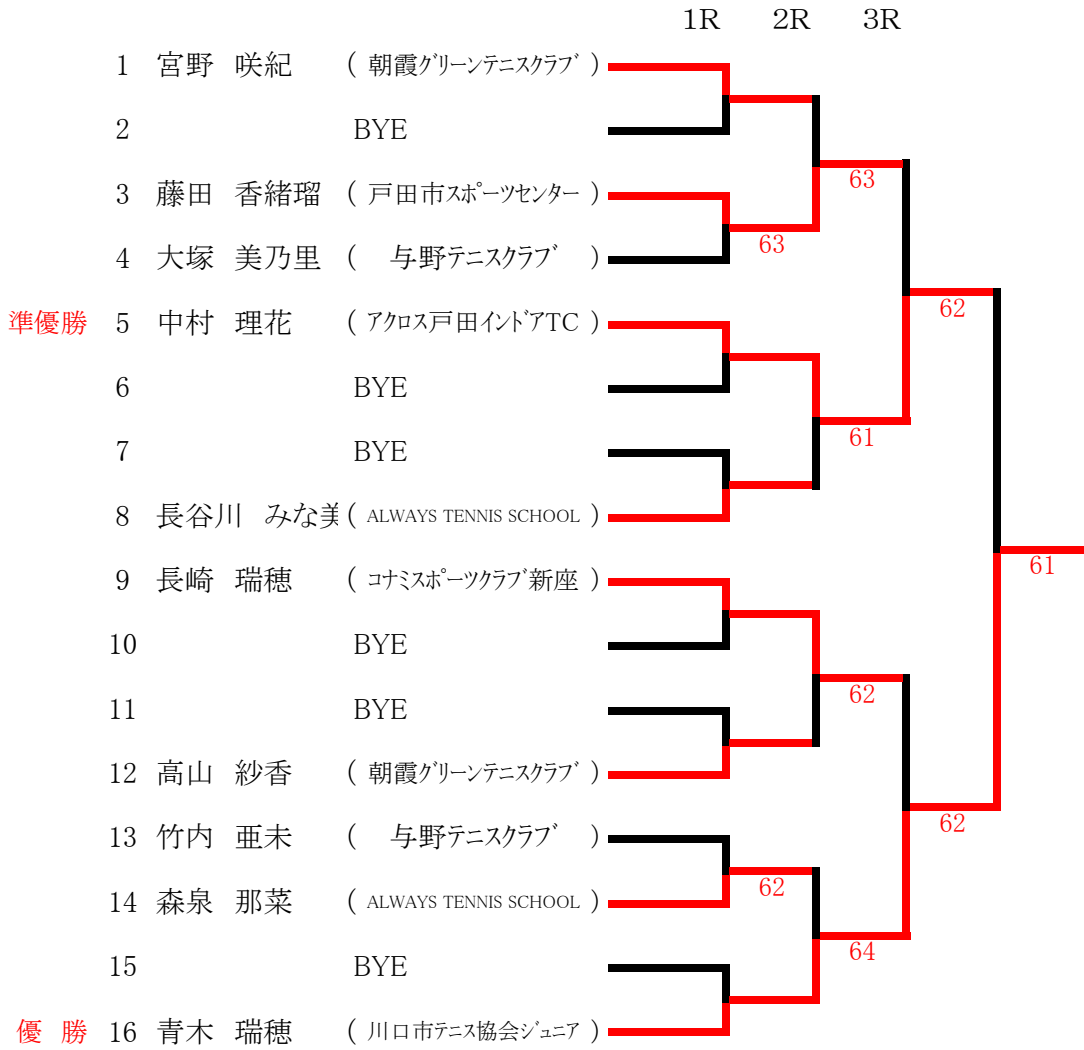 1R 2R 3R
1 宮野 咲紀 ( 朝霞グリーンテニスクラブ )
2 BYE
3 藤田 香緒瑠 ( 戸田市スポーツセンター )
63
63
4 大塚 美乃里 ( 与野テニスクラブ )
準優勝 5 中村 理花 ( アクロス戸田インドアTC )
62
6 BYE
61
7 BYE
8 長谷川 みな美 ( ALWAYS TENNIS SCHOOL )
9 長崎 瑞穂 ( コナミスポーツクラブ新座 )
61
10 BYE
62
11 BYE
12 高山 紗香 ( 朝霞グリーンテニスクラブ )
62
13 竹内 亜未 ( 与野テニスクラブ )
62
14 森泉 那菜 ( ALWAYS TENNIS SCHOOL )
64
15 BYE
優 勝 16 青木 瑞穂 ( 川口市テニス協会ジュニア )